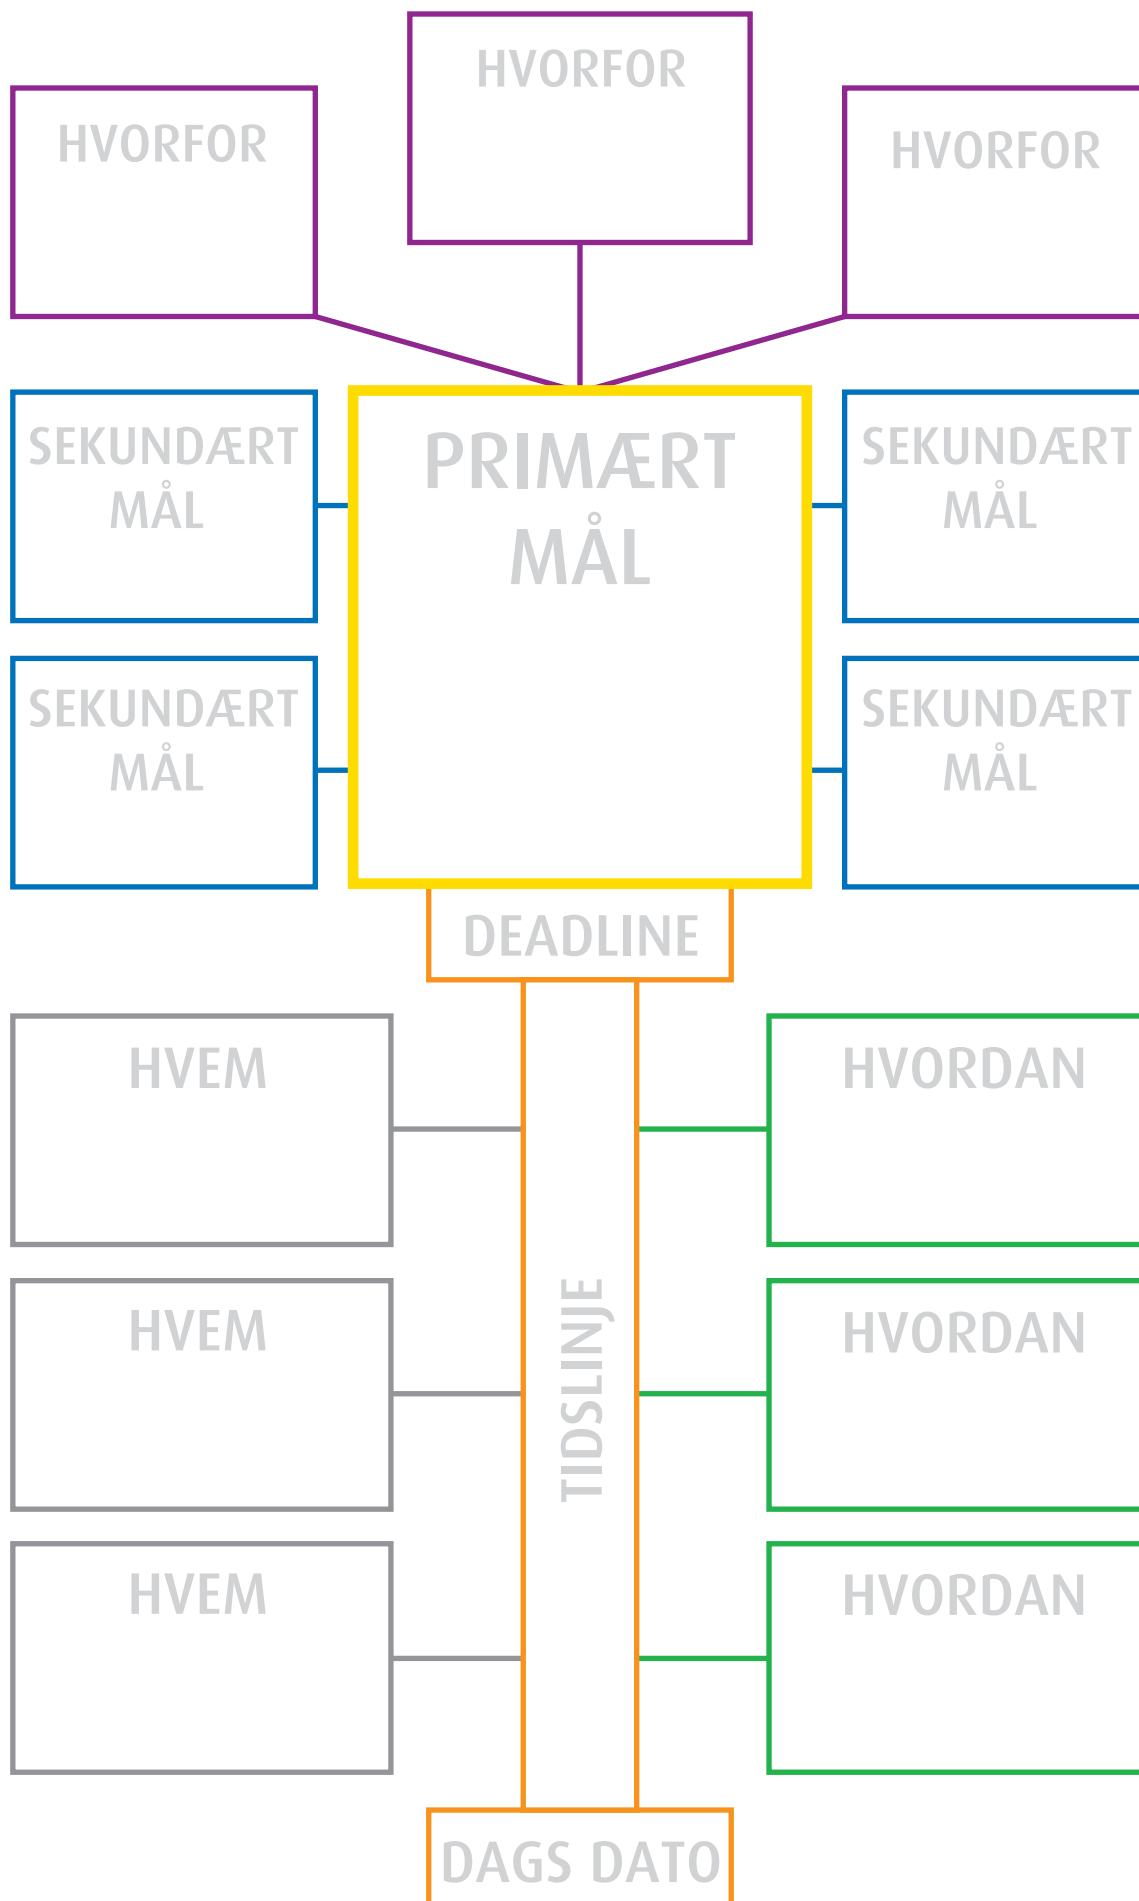 HVORFOR
HVORFOR
HVORFOR
SEKUNDÆRT
MÅL
PRIMÆRT
MÅL
SEKUNDÆRT
MÅL
SEKUNDÆRT
MÅL
SEKUNDÆRT
MÅL
DEADLINE
HVEM
HVORDAN
HVEM
TIDSLINJE
HVORDAN
HVEM
HVORDAN
DAGS DATO